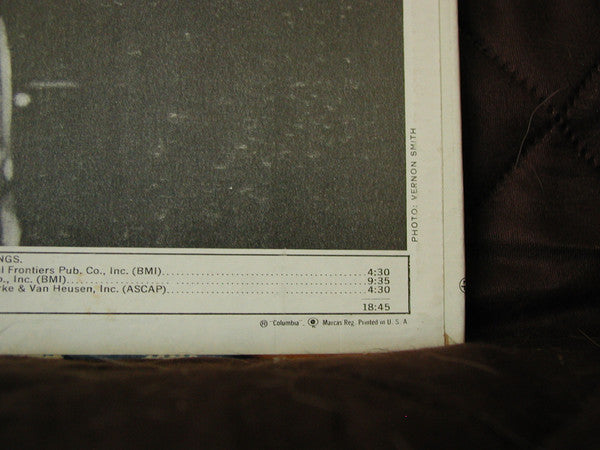 PHOTO: VERNON SMITH
NGS.
l Frontiers Pub. Co., Inc. (BMI)...........................................................4:30
o., Inc. (BMI)...........................................................................9:35
rke & Van Heusen, Inc. (ASCAP)..................................................4:30
18:45
Ⓗ "Columbia", Marcas Reg. Printed in U. S. A.